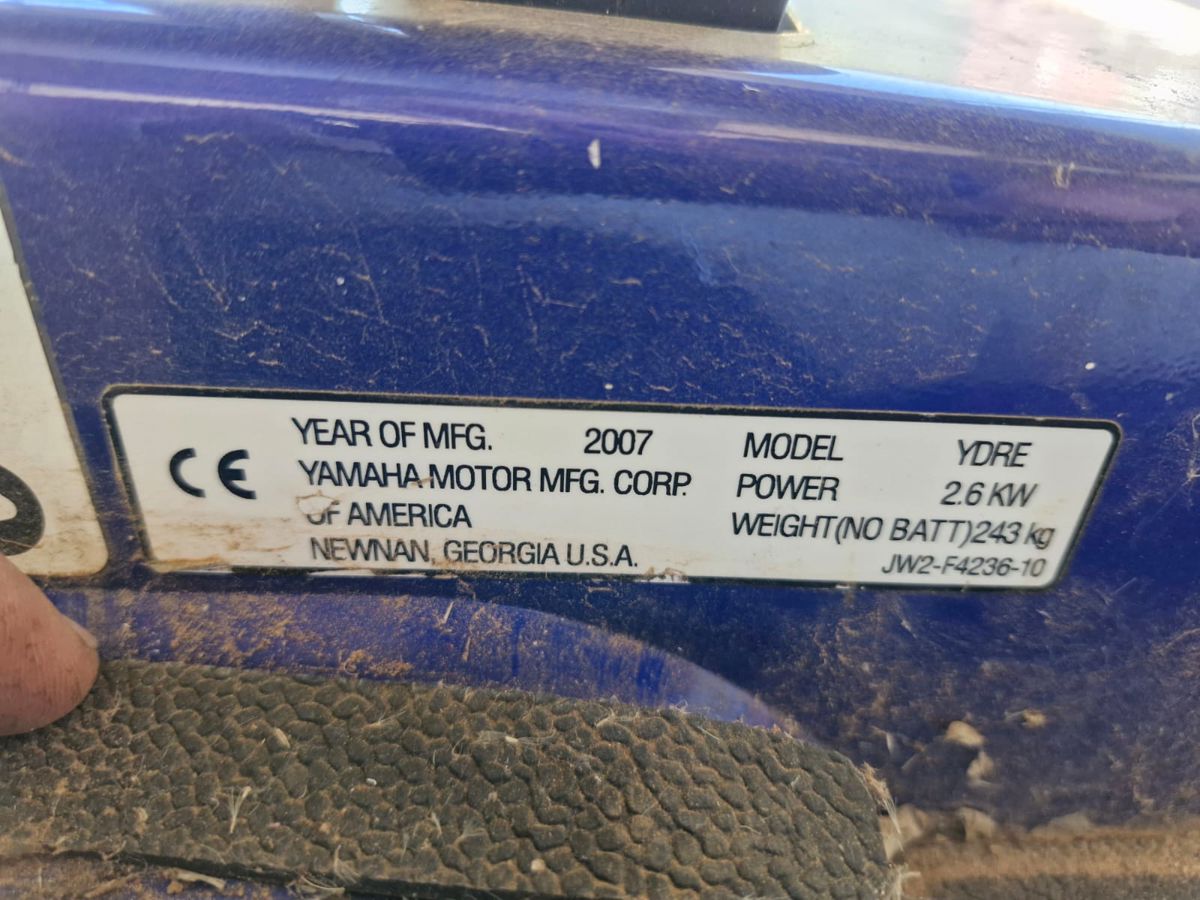 CE
YEAR OF MFG. 2007
YAMAHA MOTOR MFG. CORP.
OF AMERICA
NEWNAN, GEORGIA U.S.A.
MODEL YDRE
POWER 2.6 KW
WEIGHT(NO BATT)243 kg
JW2-F4236-10